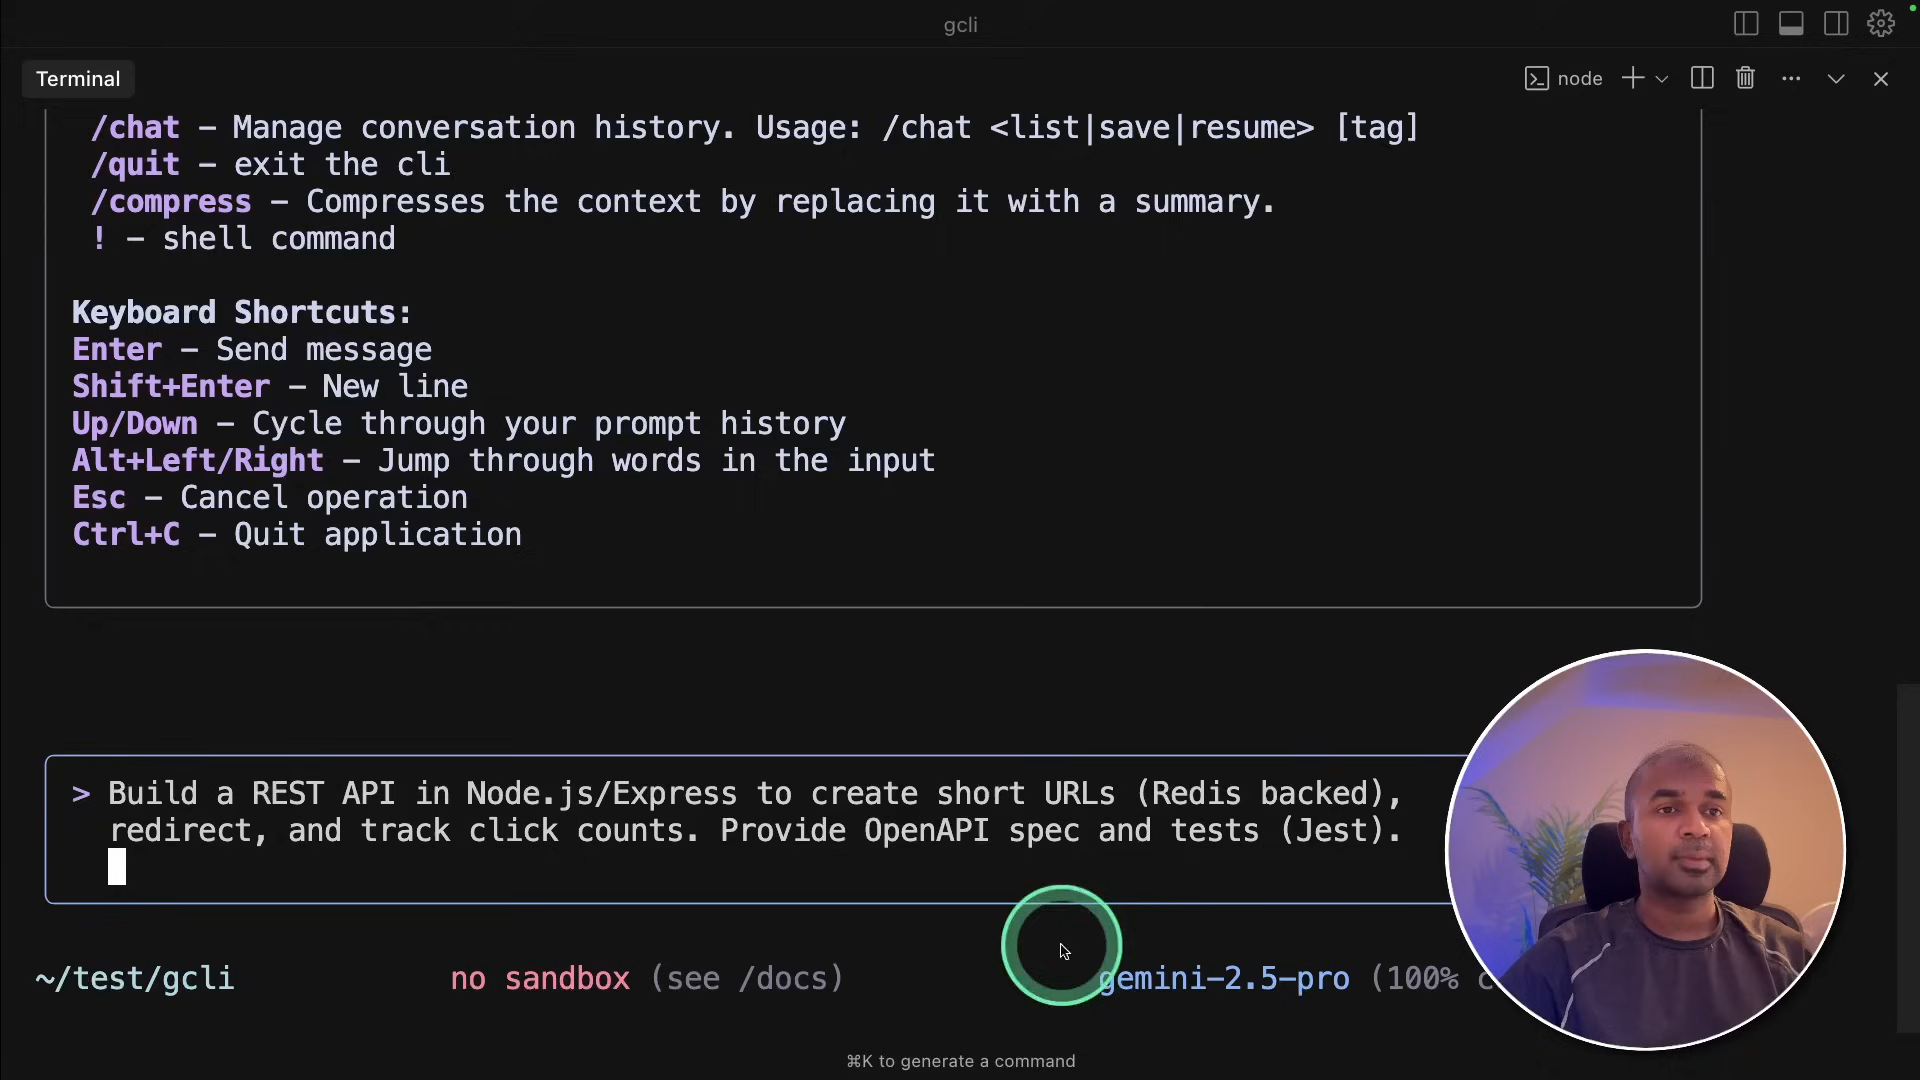 gcli
Terminal
node
/chat – Manage conversation history. Usage: /chat <list|save|resume> [tag]
/quit – exit the cli
/compress – Compresses the context by replacing it with a summary.
! – shell command
Keyboard Shortcuts:
Enter – Send message
Shift+Enter – New line
Up/Down – Cycle through your prompt history
Alt+Left/Right – Jump through words in the input
Esc – Cancel operation
Ctrl+C – Quit application
> Build a REST API in Node.js/Express to create short URLs (Redis backed),
redirect, and track click counts. Provide OpenAPI spec and tests (Jest).
~/test/gcli no sandbox (see /docs) gemini-2.5-pro (100% c
⌘K to generate a command